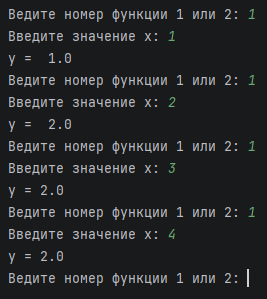 Ведите номер функции 1 или 2: 1
Введите значение x: 1
y =  1.0
Ведите номер функции 1 или 2: 1
Введите значение x: 2
y =  2.0
Ведите номер функции 1 или 2: 1
Введите значение x: 3
y = 2.0
Ведите номер функции 1 или 2: 1
Введите значение x: 4
y = 2.0
Ведите номер функции 1 или 2: